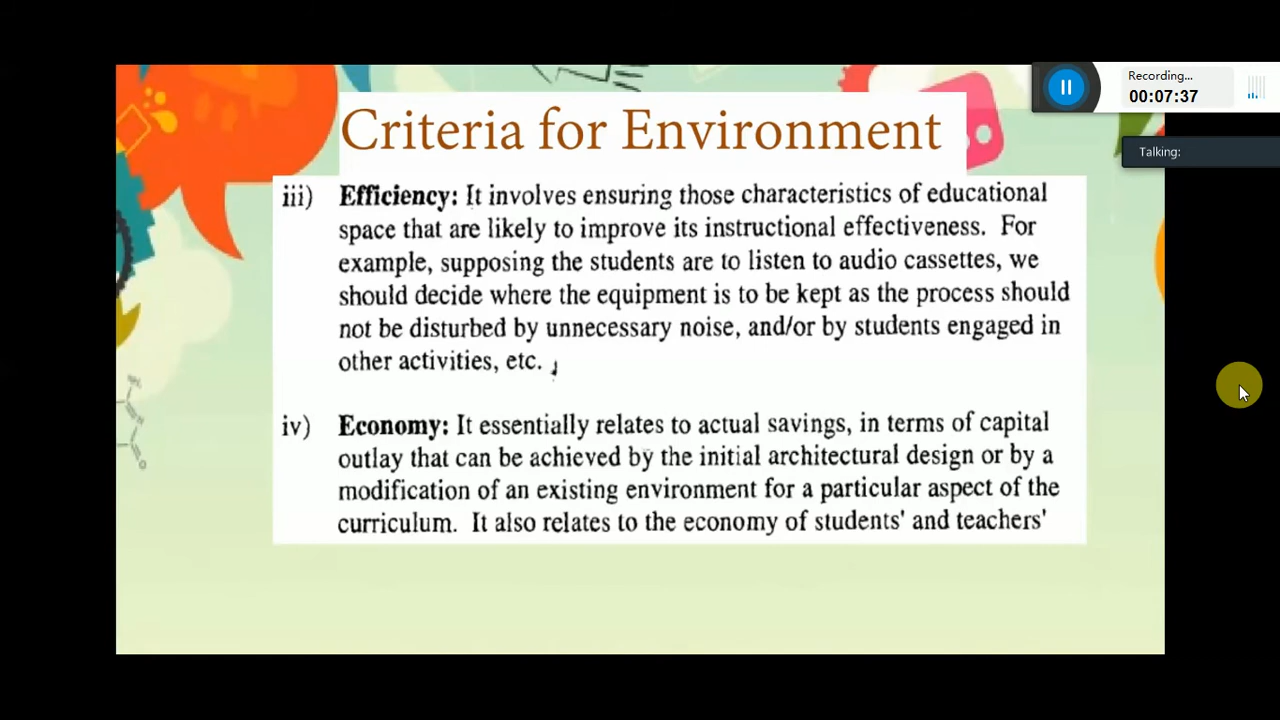 Recording...
00:07:37
Talking:
Criteria for Environment
iii) Efficiency: It involves ensuring those characteristics of educational
space that are likely to improve its instructional effectiveness. For
example, supposing the students are to listen to audio cassettes, we
should decide where the equipment is to be kept as the process should
not be disturbed by unnecessary noise, and/or by students engaged in
other activities, etc.
iv) Economy: It essentially relates to actual savings, in terms of capital
outlay that can be achieved by the initial architectural design or by a
modification of an existing environment for a particular aspect of the
curriculum. It also relates to the economy of students' and teachers'